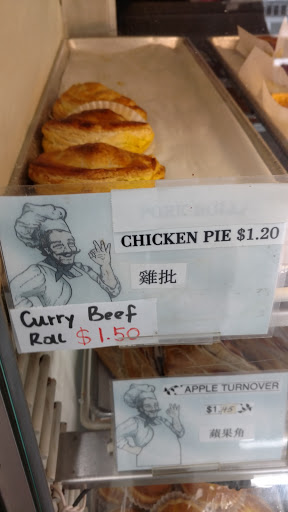 CHICKEN PIE $1.20
雞批
Curry Beef
Roll $1.50
APPLE TURNOVER
蘋果角